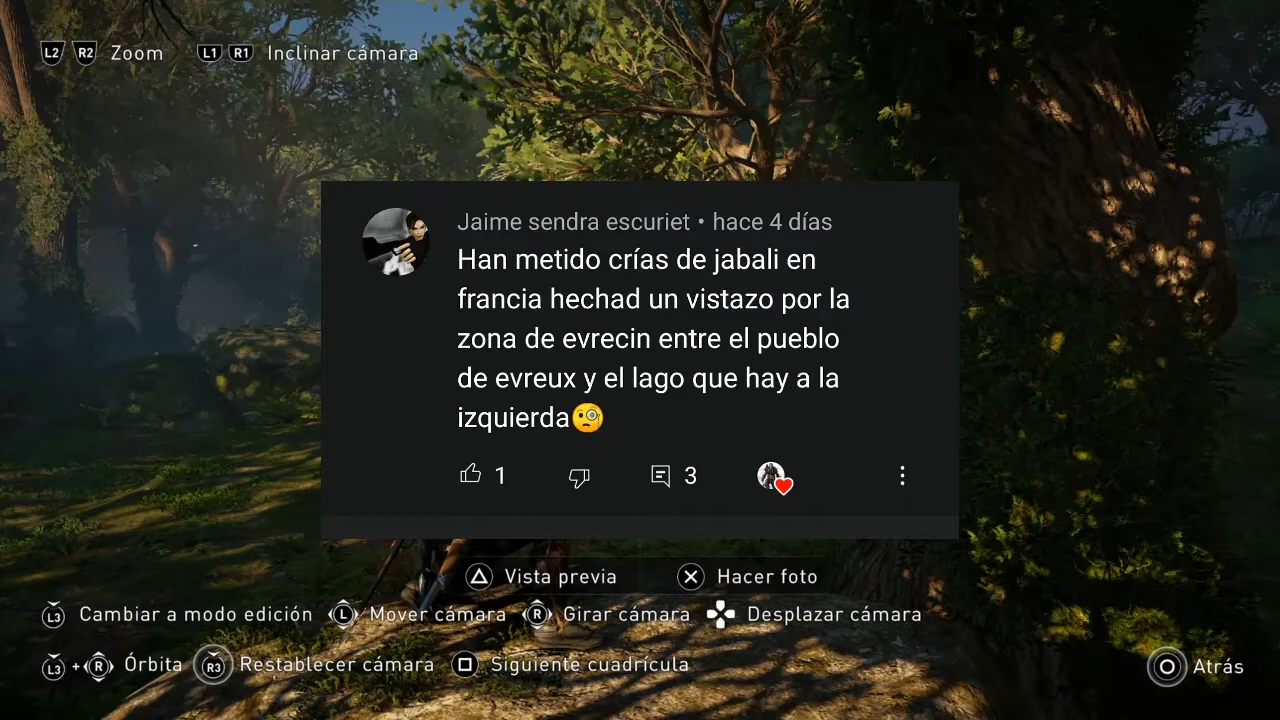 L2 R2 Zoom L1 R1 Inclinar cámara
Jaime sendra escuriet • hace 4 días
Han metido crías de jabali en
francia hechad un vistazo por la
zona de evrecin entre el pueblo
de evreux y el lago que hay a la
izquierda🧐
1 3
Vista previa Hacer foto
L3 Cambiar a modo edición L Mover cámara R Girar cámara Desplazar cámara
L3 + R Órbita R3 Restablecer cámara Siguiente cuadrícula Atrás